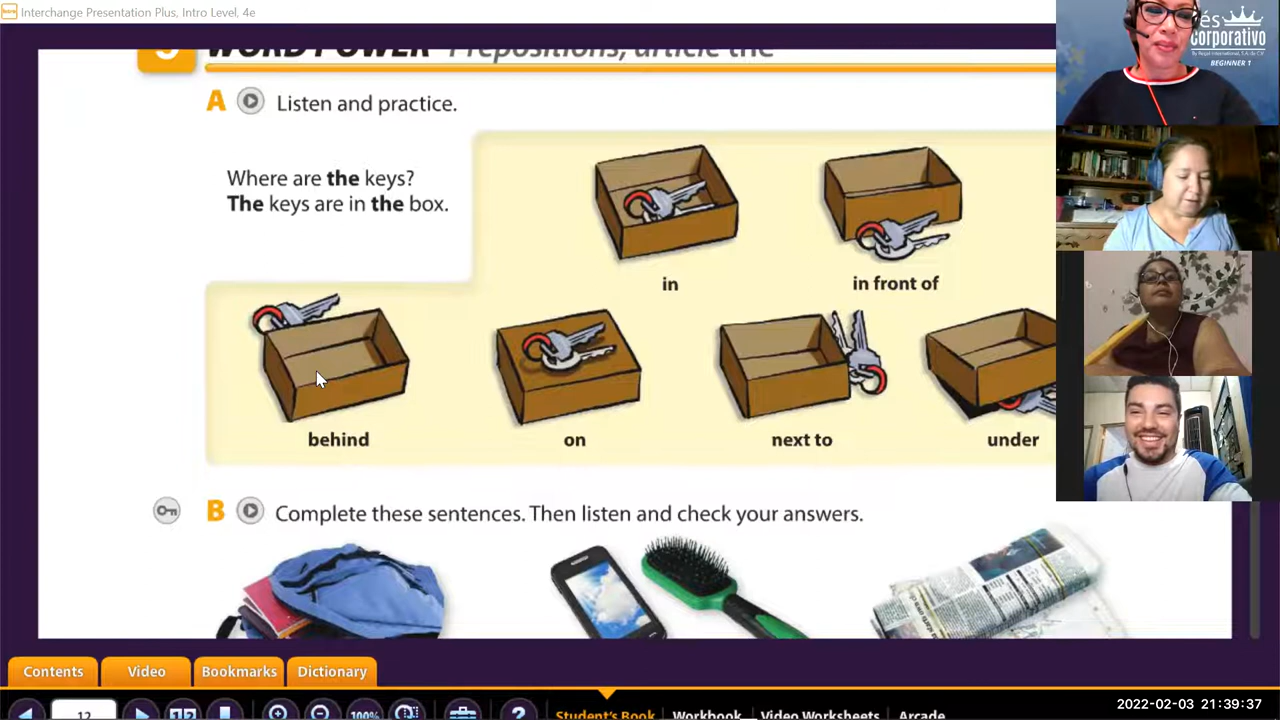 Interchange Presentation Plus, Intro Level, 4e
WORD POWER Prepositions, article the
A Listen and practice.
Where are the keys?
The keys are in the box.
in
in front of
behind
on
next to
under
B Complete these sentences. Then listen and check your answers.
és
corporativo
BEGINNER 1
Contents
Video
Bookmarks
Dictionary
12
100%
?
Student's Book
Workbook
Video Worksheets
Arcade
2022-02-03 21:39:37